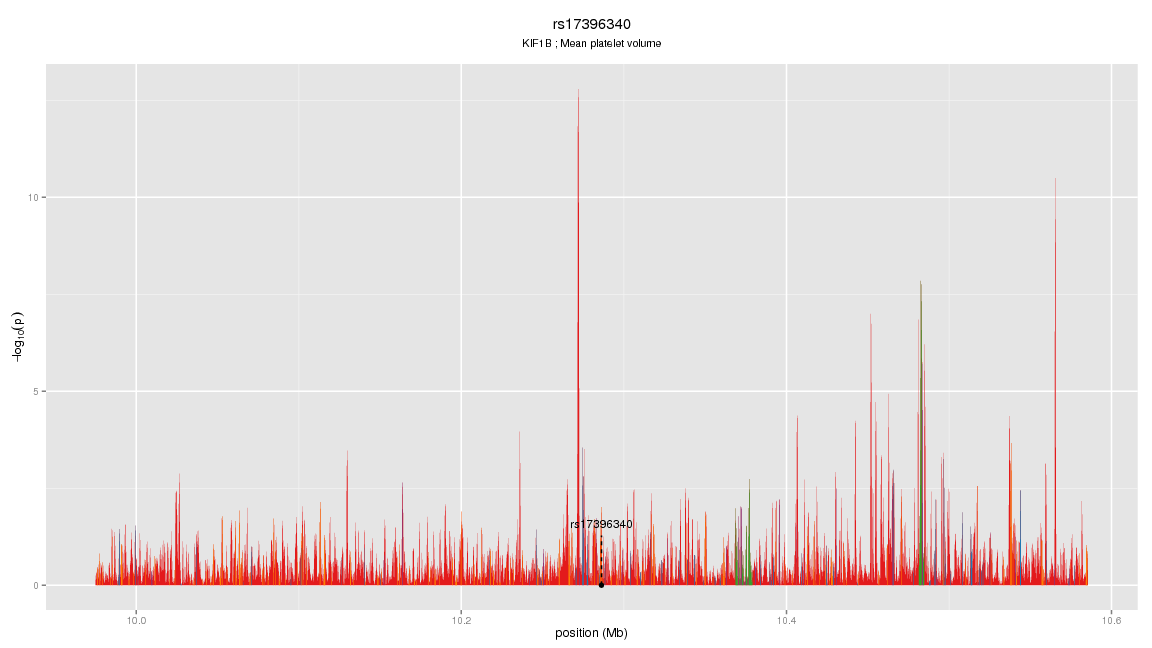 rs17396340
KIF1B ; Mean platelet volume
−log10(p)
10
5
0
rs17396340
10.0 10.2 10.4 10.6
position (Mb)